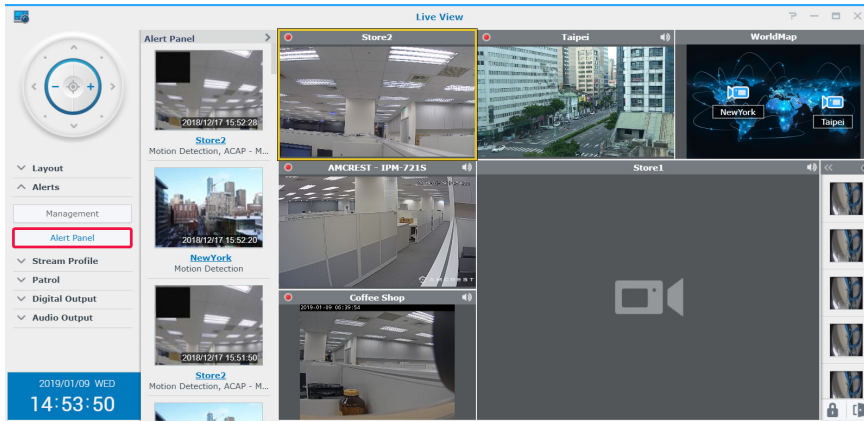 Live View
Alert Panel
2018/12/17 15:52:28
Store2
Motion Detection, ACAP - M...
2018/12/17 15:52:20
NewYork
Motion Detection
2018/12/17 15:51:50
Store2
Motion Detection, ACAP - M...
Layout
Alerts
Management
Alert Panel
Stream Profile
Patrol
Digital Output
Audio Output
2019/01/09 WED
14:53:50
Store2
Taipei
WorldMap
NewYork
Taipei
AMCREST - IPM-721S
AMCREST
Store1
Coffee Shop
2019-01-09 06:39:54